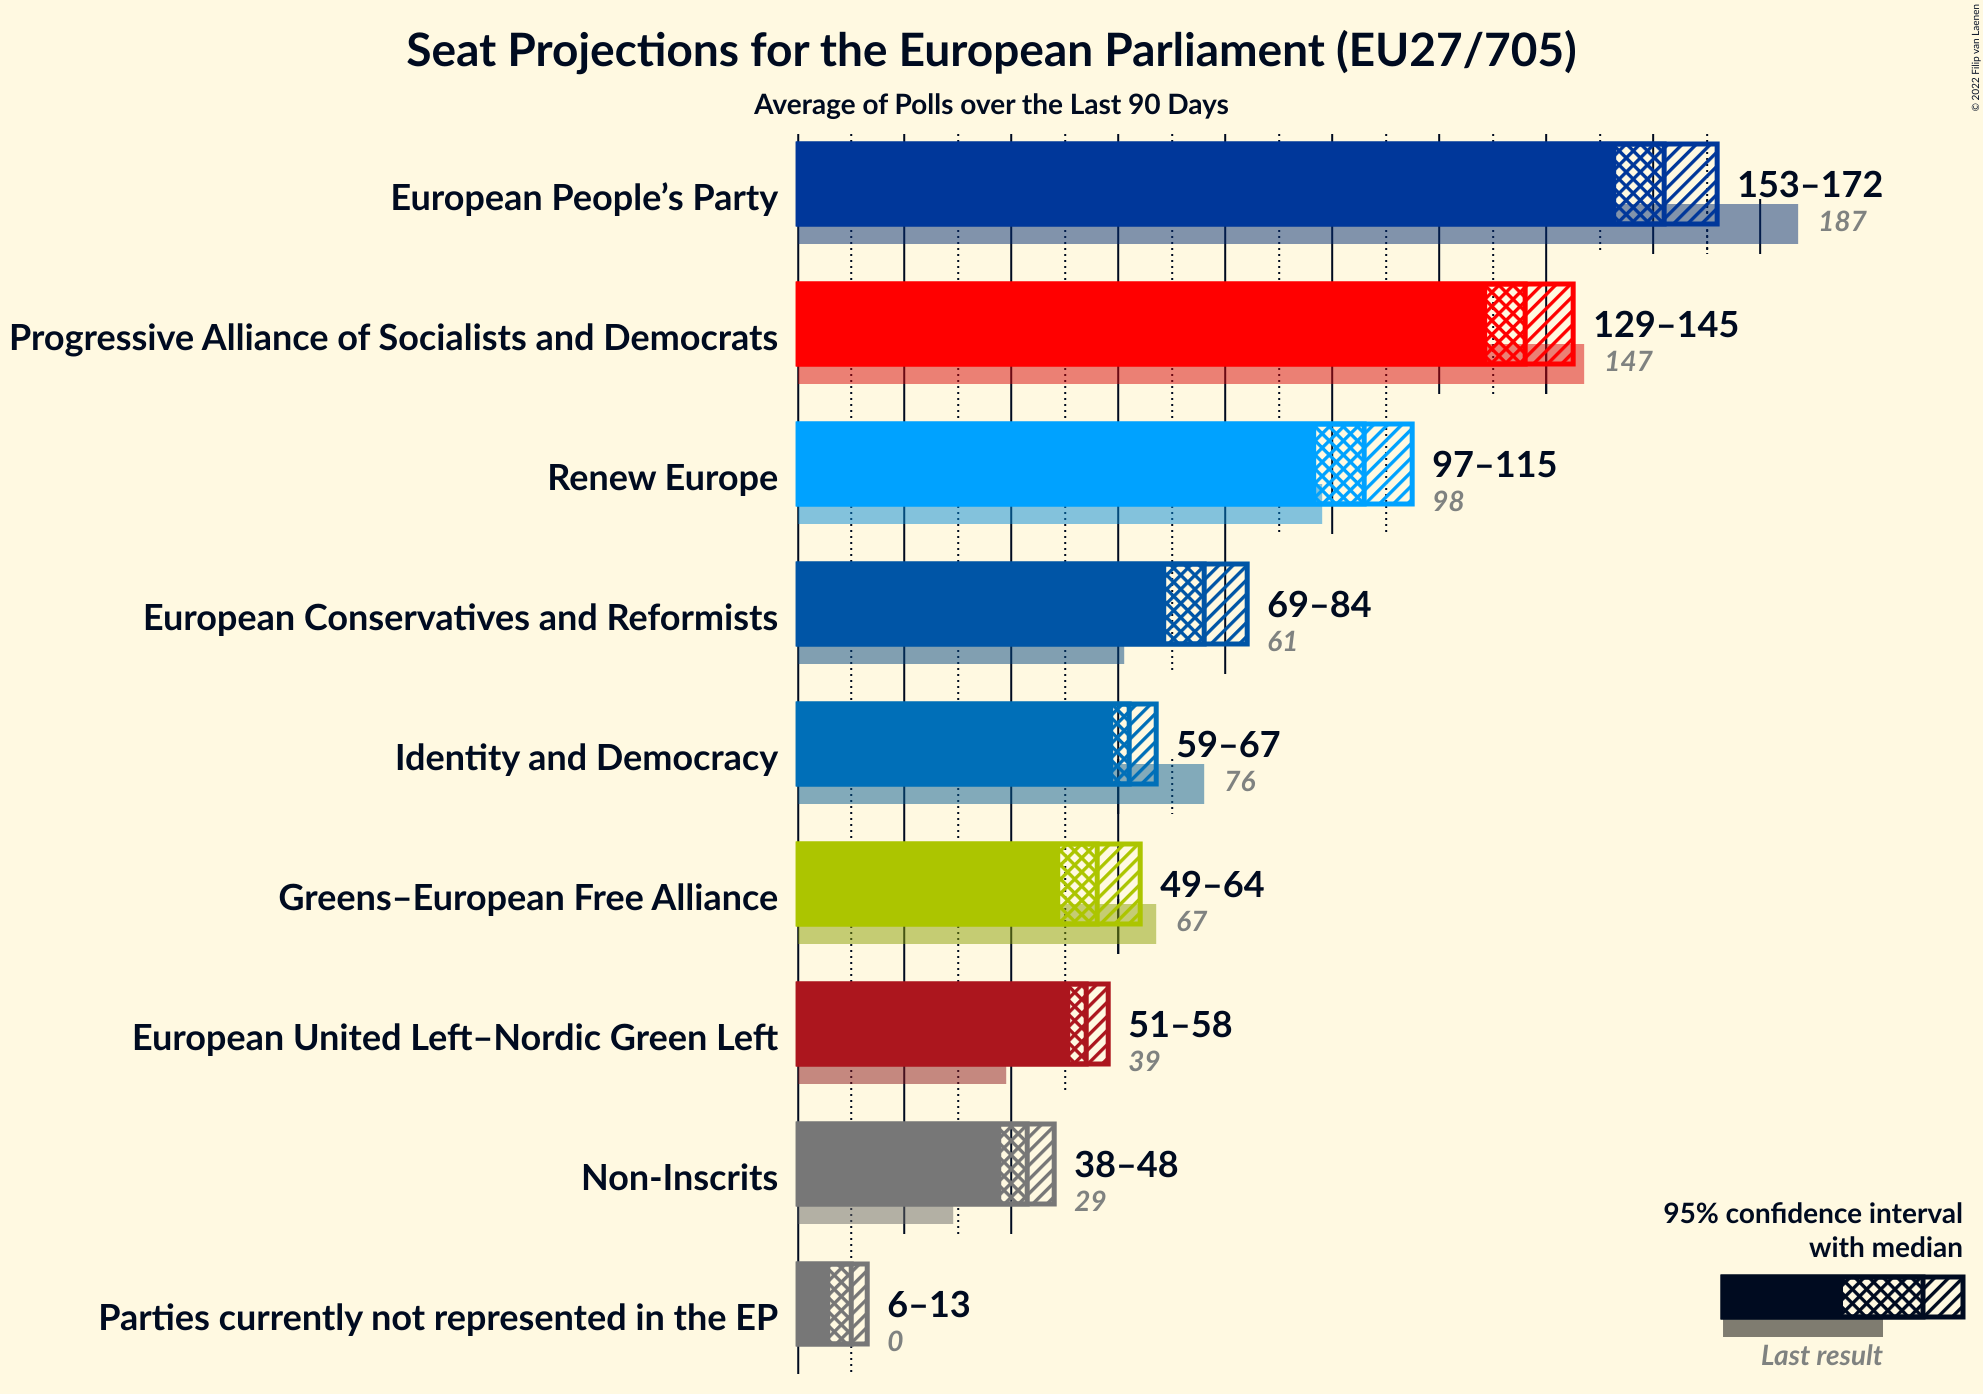 Seat Projections for the European Parliament (EU27/705)
Average of Polls over the Last 90 Days
© 2022 Filip van Laenen
European People’s Party
153–172
187
Progressive Alliance of Socialists and Democrats
129–145
147
Renew Europe
97–115
98
European Conservatives and Reformists
69–84
61
Identity and Democracy
59–67
76
Greens–European Free Alliance
49–64
67
European United Left–Nordic Green Left
51–58
39
Non-Inscrits
38–48
29
Parties currently not represented in the EP
6–13
0
95% confidence interval
with median
Last result